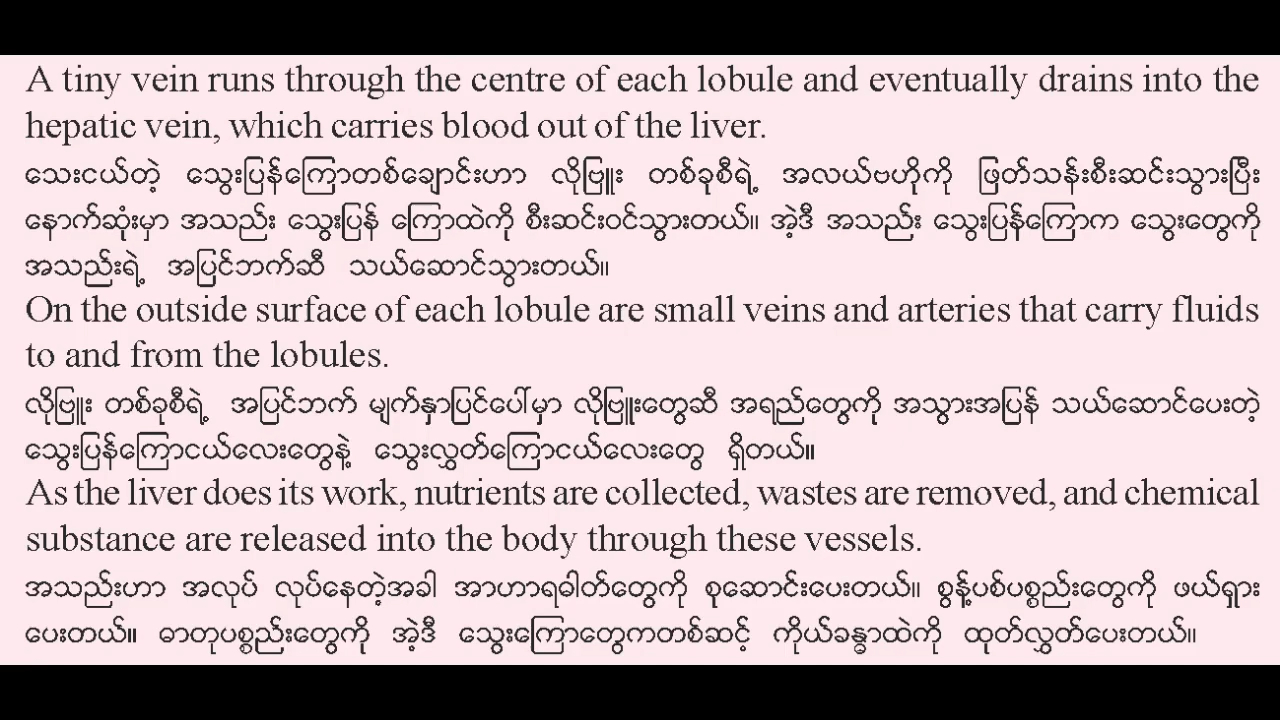 A tiny vein runs through the centre of each lobule and eventually drains into the
hepatic vein, which carries blood out of the liver.
သေးငယ်တဲ့ သွေးပြန်ကြောတစ်ချောင်းဟာ လိုဗြူး တစ်ခုစီရဲ့ အလယ်ဗဟိုကို ဖြတ်သန်းစီးဆင်းသွားပြီး
နောက်ဆုံးမှာ အသည်း သွေးပြန် ကြောထဲကို စီးဆင်းဝင်သွားတယ်။ အဲ့ဒီ အသည်း သွေးပြန်ကြောက သွေးတွေကို
အသည်းရဲ့ အပြင်ဘက်ဆီ သယ်ဆောင်သွားတယ်။
On the outside surface of each lobule are small veins and arteries that carry fluids
to and from the lobules.
လိုဗြူး တစ်ခုစီရဲ့ အပြင်ဘက် မျက်နှာပြင်ပေါ်မှာ လိုဗြူးတွေဆီ အရည်တွေကို အသွားအပြန် သယ်ဆောင်ပေးတဲ့
သွေးပြန်ကြောငယ်လေးတွေနဲ့ သွေးလွှတ်ကြောငယ်လေးတွေ ရှိတယ်။
As the liver does its work, nutrients are collected, wastes are removed, and chemical
substance are released into the body through these vessels.
အသည်းဟာ အလုပ် လုပ်နေတဲ့အခါ အာဟာရဓါတ်တွေကို စုဆောင်းပေးတယ်။ စွန့်ပစ်ပစ္စည်းတွေကို ဖယ်ရှား
ပေးတယ်။ ဓာတုပစ္စည်းတွေကို အဲ့ဒီ သွေးကြောတွေကတစ်ဆင့် ကိုယ်ခန္ဓာထဲကို ထုတ်လွှတ်ပေးတယ်။